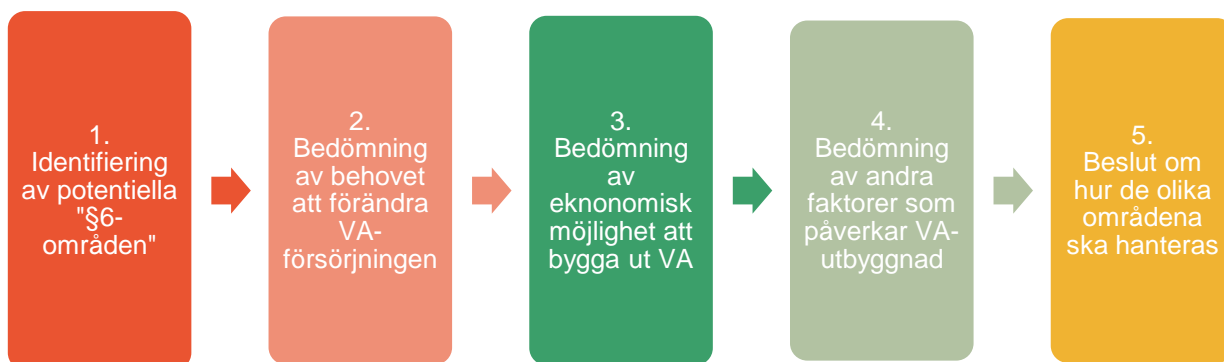 1.
Identifiering
av potentiella
"§6-
områden"
2.
Bedömning
av behovet
att förändra
VA-
försörjningen
3.
Bedömning
av
eknonomisk
möjlighet att
bygga ut VA
4.
Bedömning
av andra
faktorer som
påverkar VA-
utbyggnad
5.
Beslut om
hur de olika
områdena
ska hanteras